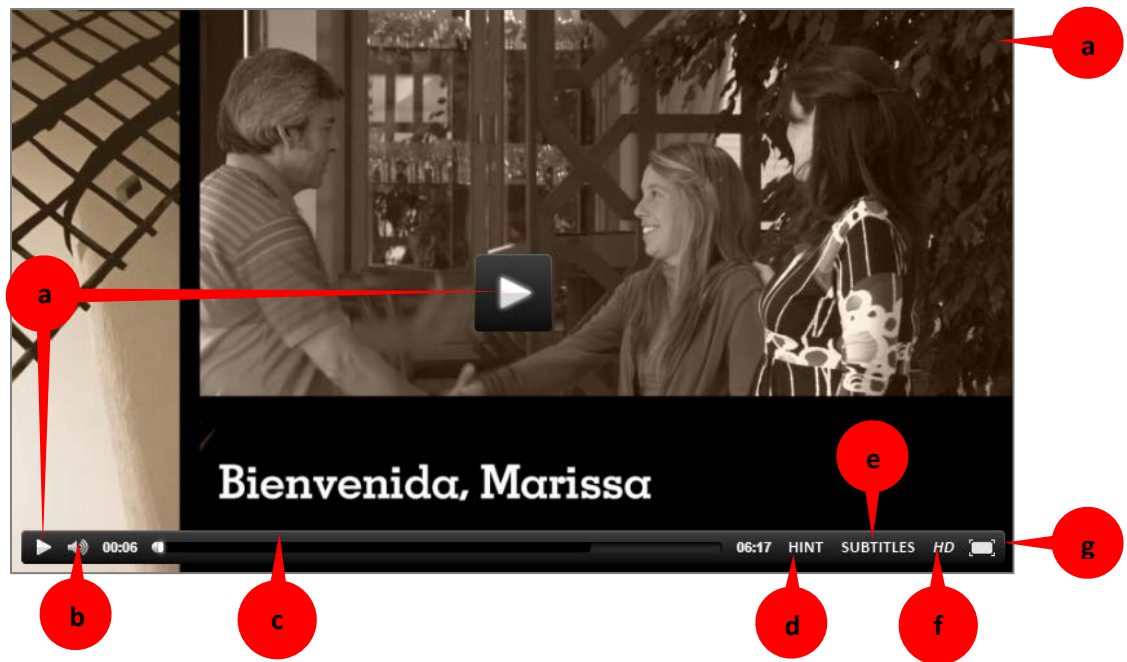 a
a
Bienvenida, Marissa
e
00:06 06:17 HINT SUBTITLES HD
g
b
c
d
f